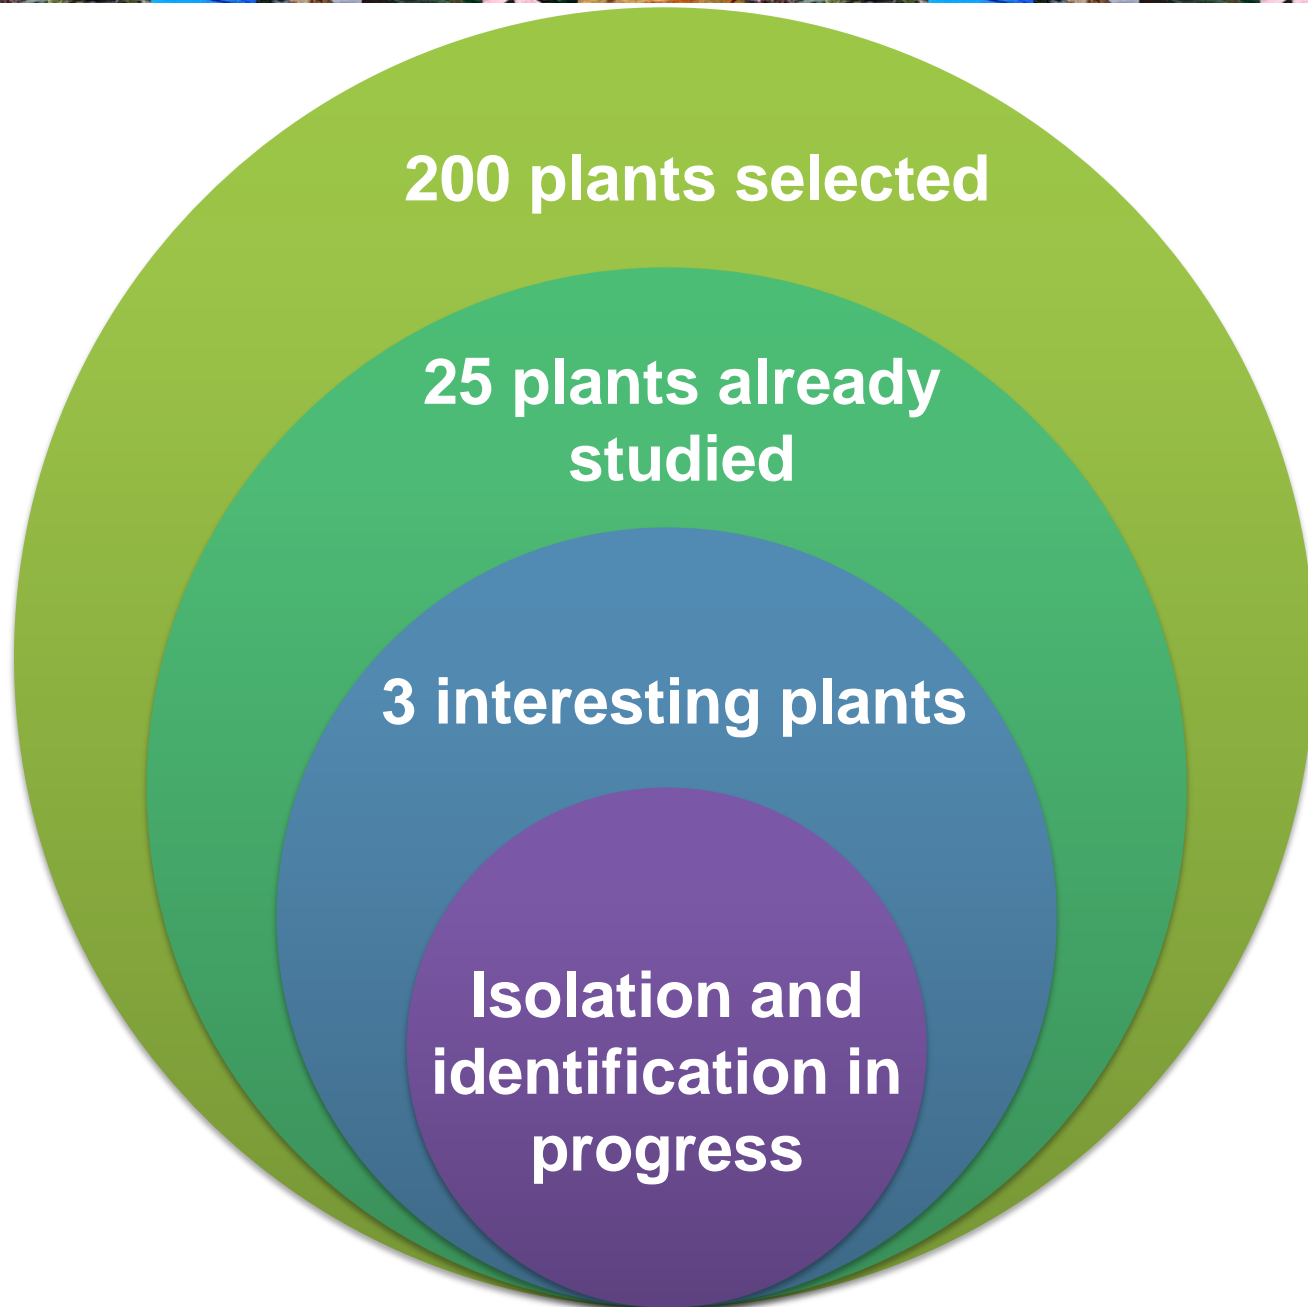 200 plants selected
25 plants already
studied
3 interesting plants
Isolation and
identification in
progress